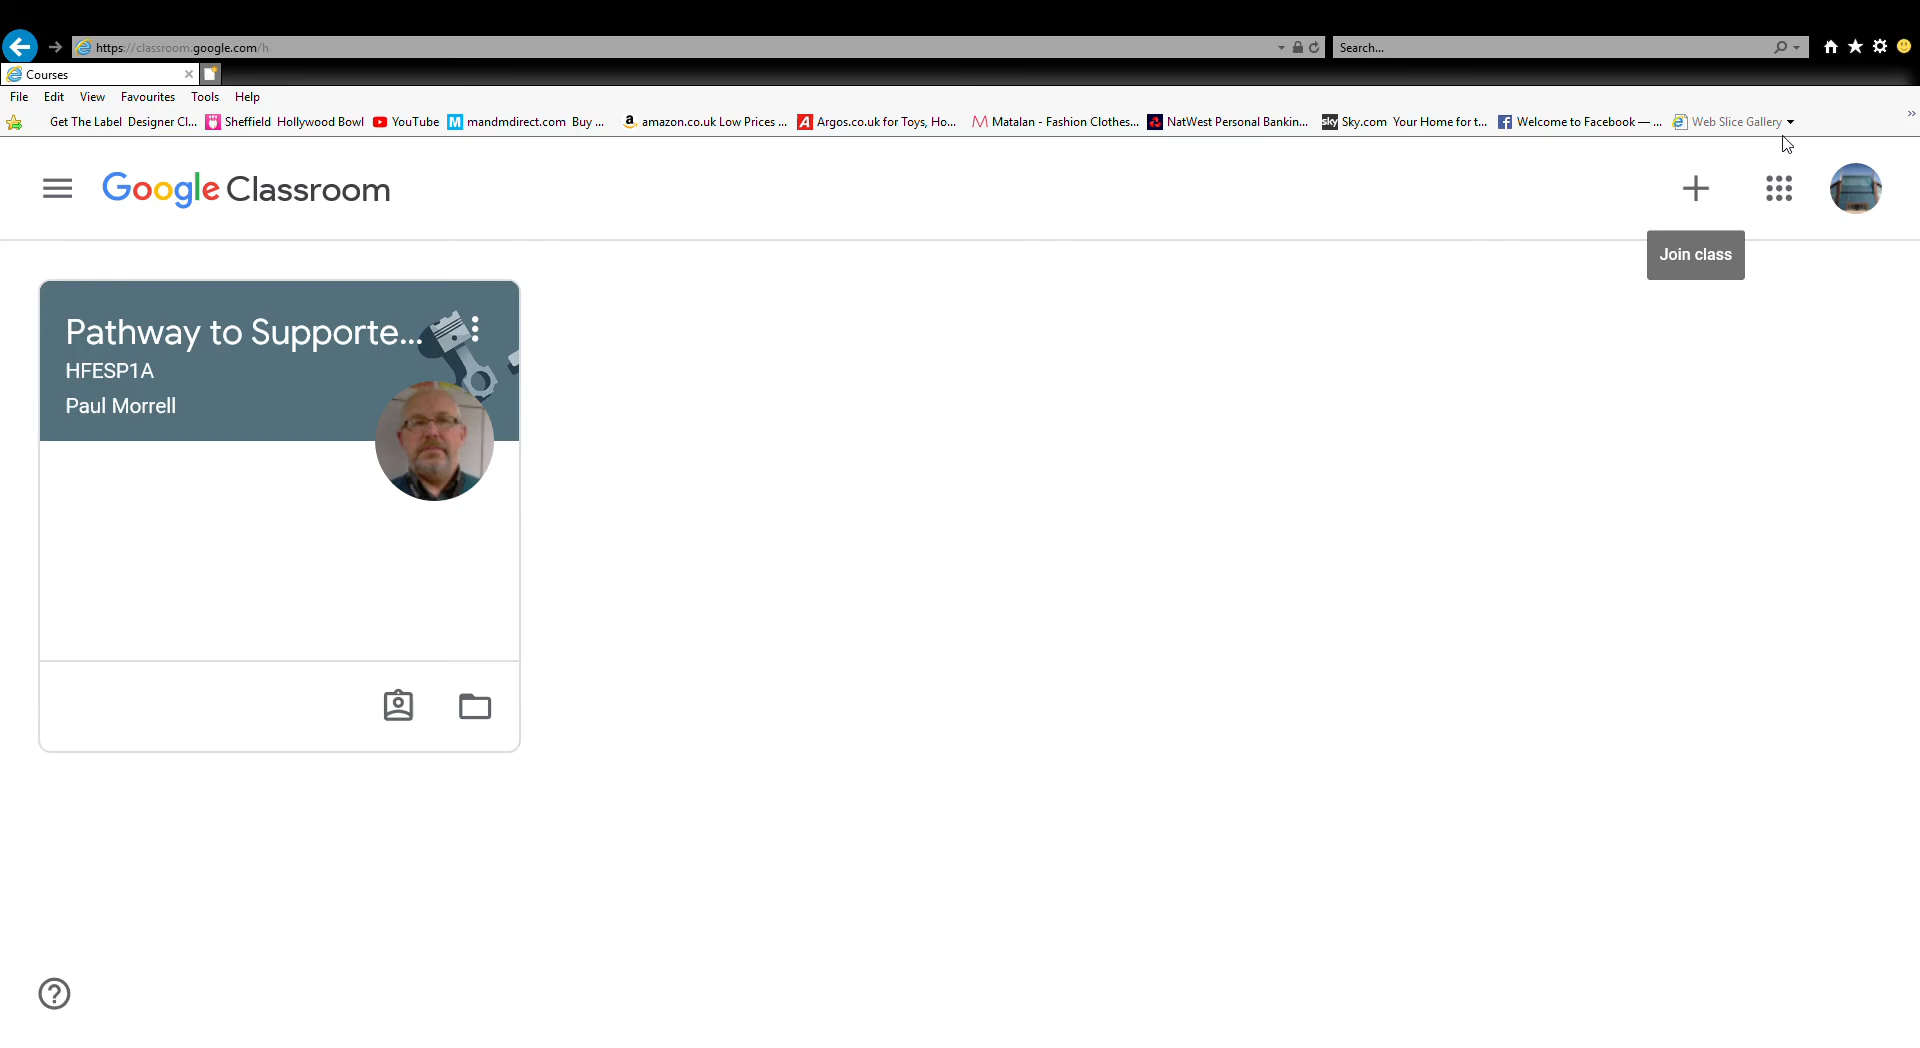 https://classroom.google.com/h
Search...
Courses
File Edit View Favourites Tools Help
Get The Label Designer Cl... Sheffield Hollywood Bowl YouTube M mandmdirect.com Buy ... a amazon.co.uk Low Prices ... A Argos.co.uk for Toys, Ho... M Matalan - Fashion Clothes... NatWest Personal Bankin... sky Sky.com Your Home for t... f Welcome to Facebook — ... Web Slice Gallery
Google Classroom
Join class
Pathway to Supporte...
HFESP1A
Paul Morrell